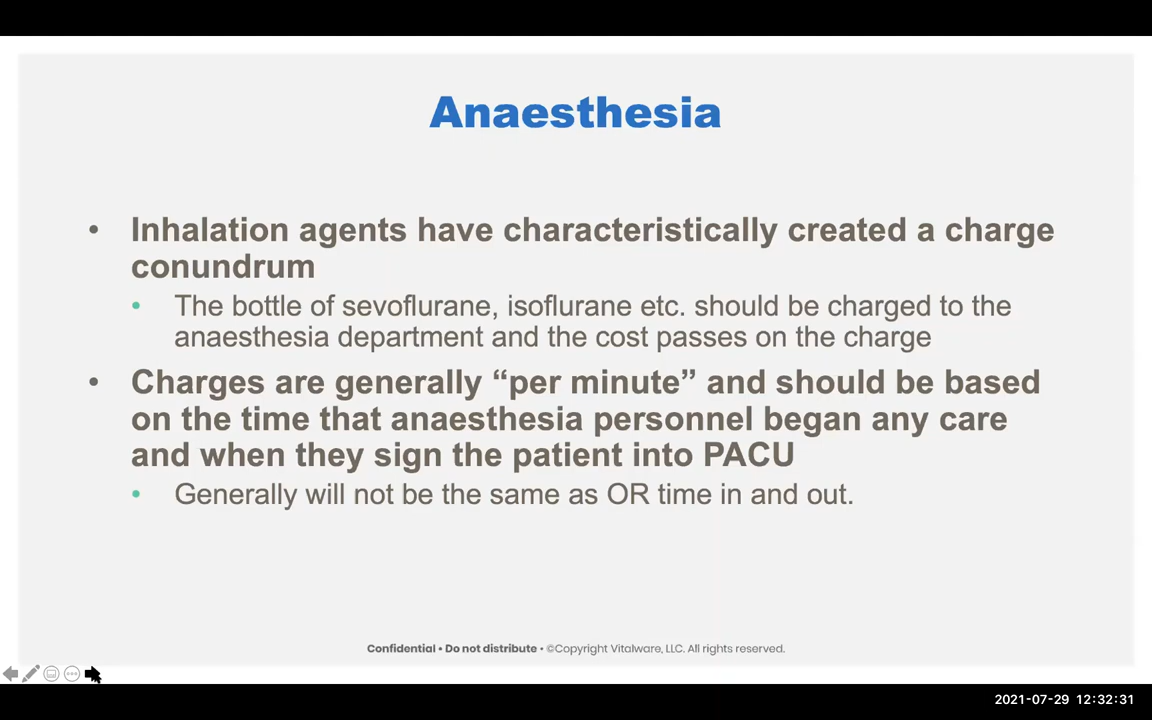 Anaesthesia
• Inhalation agents have characteristically created a charge
conundrum
• The bottle of sevoflurane, isoflurane etc. should be charged to the
anaesthesia department and the cost passes on the charge
• Charges are generally “per minute” and should be based
on the time that anaesthesia personnel began any care
and when they sign the patient into PACU
• Generally will not be the same as OR time in and out.
Confidential • Do not distribute • ©Copyright Vitalware, LLC. All rights reserved.
2021-07-29 12:32:31